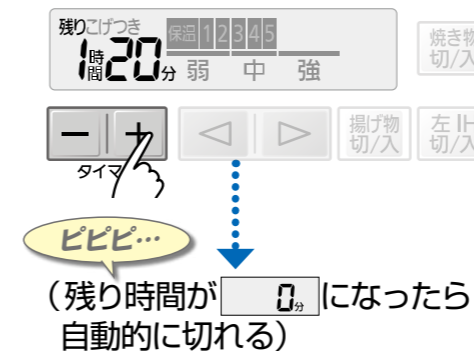 残りこげつき 保温 1 2 3 4 5
1時間20分 弱 中 強
焼き物
切/入
− + 揚げ物
切/入 左IH
切/入
タイマ
ピピピ…
(残り時間が 0分 になったら
自動的に切れる)